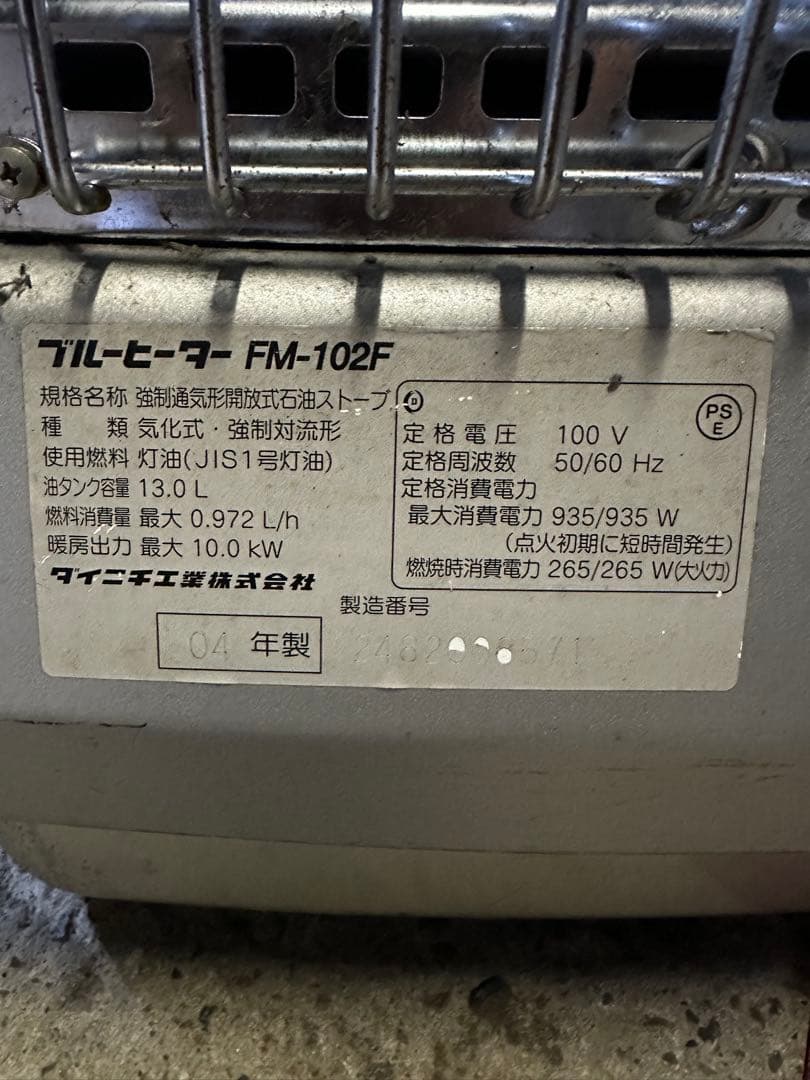 ブルーヒーター FM-102F
規格名称 強制通気形開放式石油ストーブ
種 類 気化式・強制対流形
使用燃料 灯油(JIS1号灯油)
油タンク容量 13.0 L
燃料消費量 最大 0.972 L/h
暖房出力 最大 10.0 kW
ダイニチ工業株式会社
04 年製
PS
E
定格電圧 100 V
定格周波数 50/60 Hz
定格消費電力
最大消費電力 935/935 W
(点火初期に短時間発生)
燃焼時消費電力 265/265 W(大火力)
製造番号